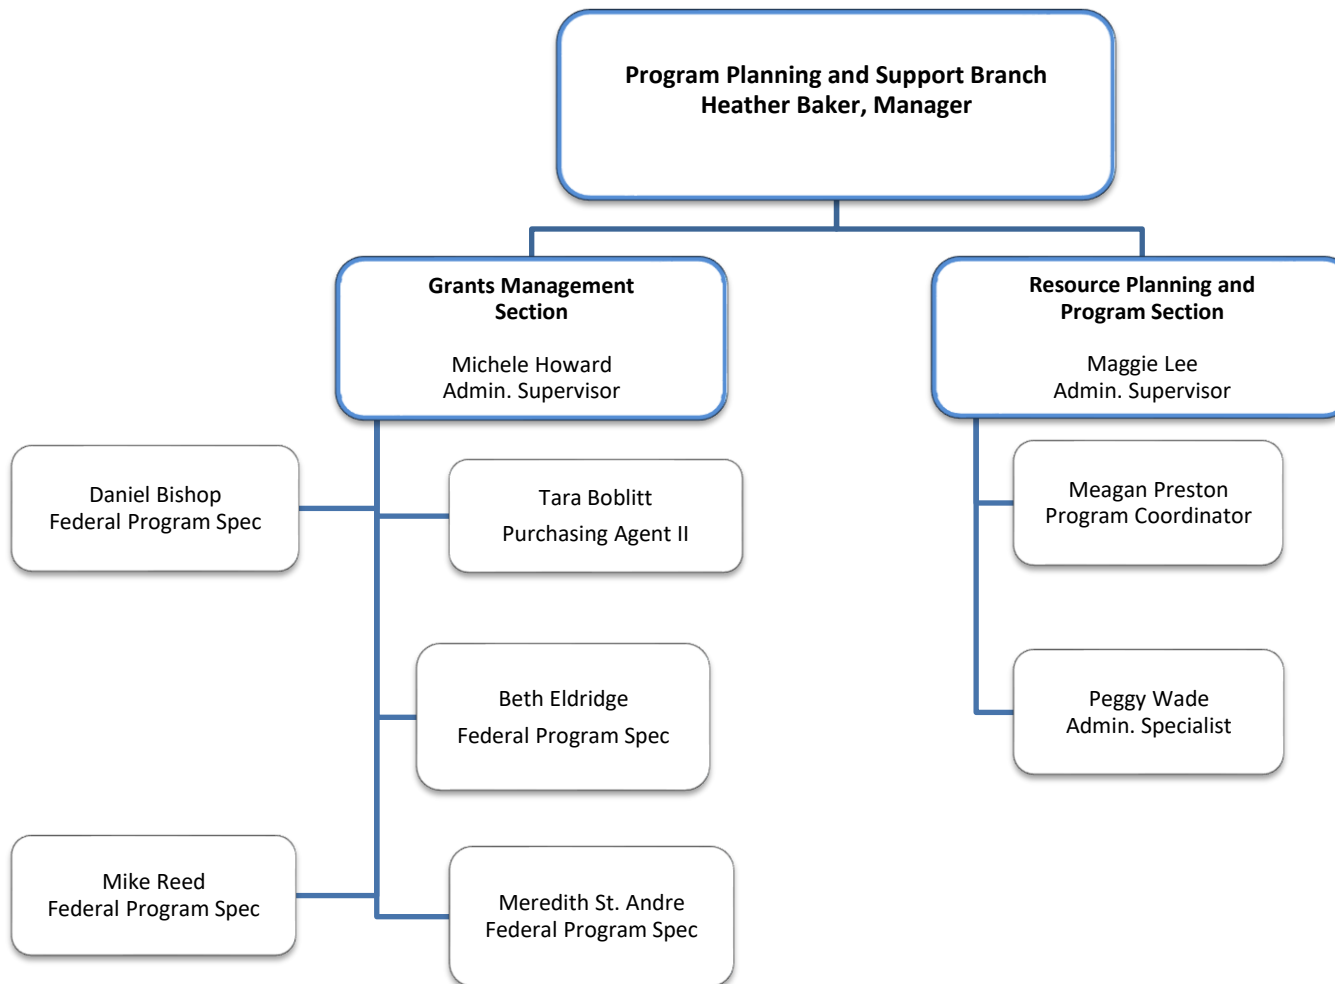 Program Planning and Support Branch
Heather Baker, Manager
Grants Management
Section
Michele Howard
Admin. Supervisor
Resource Planning and
Program Section
Maggie Lee
Admin. Supervisor
Daniel Bishop
Federal Program Spec
Tara Boblitt
Purchasing Agent II
Meagan Preston
Program Coordinator
Beth Eldridge
Federal Program Spec
Peggy Wade
Admin. Specialist
Mike Reed
Federal Program Spec
Meredith St. Andre
Federal Program Spec